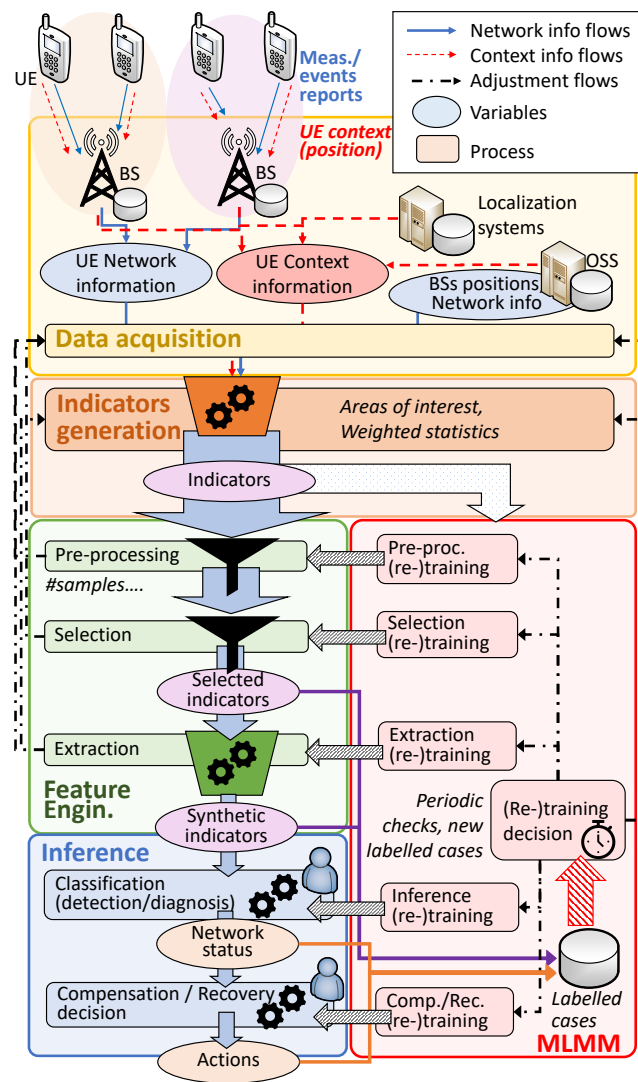 Network info flows
Context info flows
Adjustment flows
Variables
Process
UE
Meas./
events
reports
UE context
(position)
BS
BS
Localization
systems
OSS
UE Network
information
UE Context
information
BSs positions
Network info
Data acquisition
Indicators
generation
Areas of interest,
Weighted statistics
Indicators
Pre-processing
#samples....
Pre-proc.
(re-)training
Selection
Selection
(re-)training
Selected
indicators
Extraction
Extraction
(re-)training
Feature
Engin.
Synthetic
indicators
Periodic
checks, new
labelled cases
(Re-)training
decision
Inference
Classification
(detection/diagnosis)
Inference
(re-)training
Network
status
Compensation / Recovery
decision
Comp./Rec.
(re-)training
Labelled
cases
MLMM
Actions